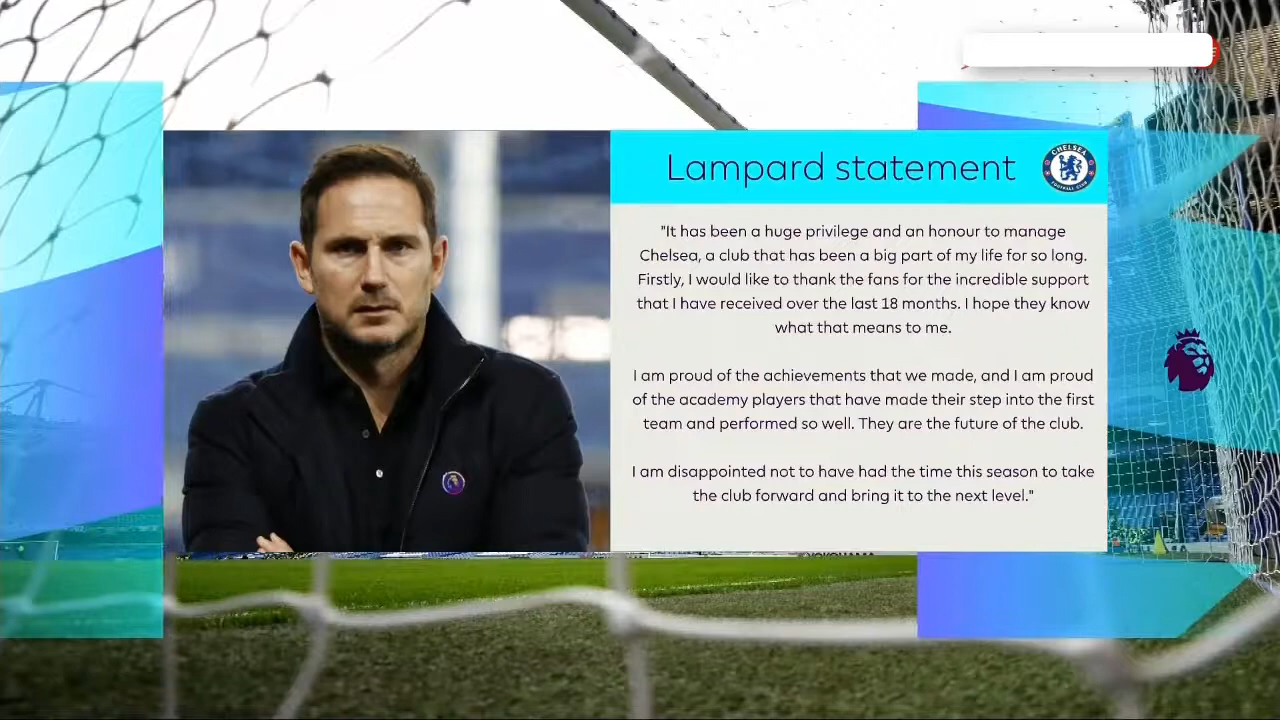 Lampard statement
CHELSEA
FOOTBALL CLUB
"It has been a huge privilege and an honour to manage
Chelsea, a club that has been a big part of my life for so long.
Firstly, I would like to thank the fans for the incredible support
that I have received over the last 18 months. I hope they know
what that means to me.
I am proud of the achievements that we made, and I am proud
of the academy players that have made their step into the first
team and performed so well. They are the future of the club.
I am disappointed not to have had the time this season to take
the club forward and bring it to the next level."
YOKOHAMA